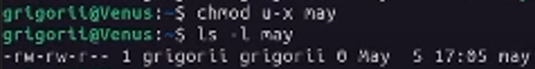 grigorii@Venus:~$ chmod u-x may
grigorii@Venus:~$ ls -l may
-rw-rw-r-- 1 grigorii grigorii 0 May  5 17:05 may